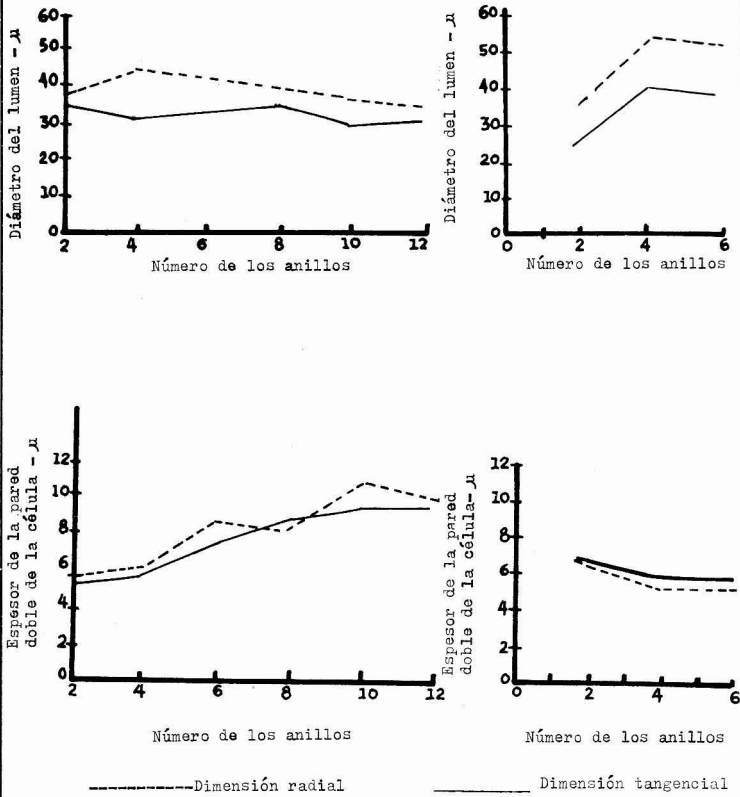 Diámetro del lumen - µ
60
50
40
30
20
10
0
2 4 6 8 10 12
Número de los anillos
Diámetro del lumen - µ
60
50
40
30
20
10
0
0 2 4 6
Número de los anillos
Espesor de la pared
doble de la célula - µ
12
10
8
6
4
2
0
2 4 6 8 10 12
Número de los anillos
Espesor de la pared
doble de la célula- µ
12
10
8
6
4
2
0
0 2 4 6
Número de los anillos
Dimensión radial
Dimensión tangencial